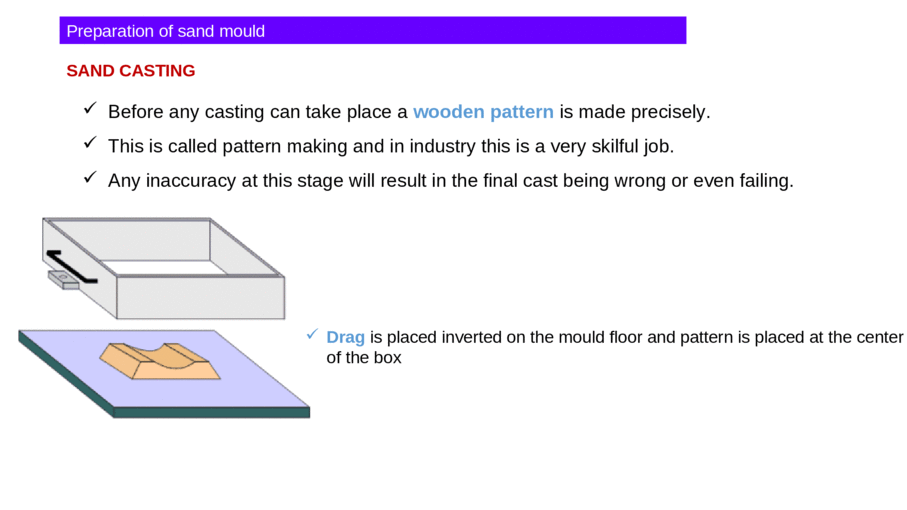 Preparation of sand mould
SAND CASTING
✓ Before any casting can take place a wooden pattern is made precisely.
✓ This is called pattern making and in industry this is a very skilful job.
✓ Any inaccuracy at this stage will result in the final cast being wrong or even failing.
✓ Drag is placed inverted on the mould floor and pattern is placed at the center
of the box